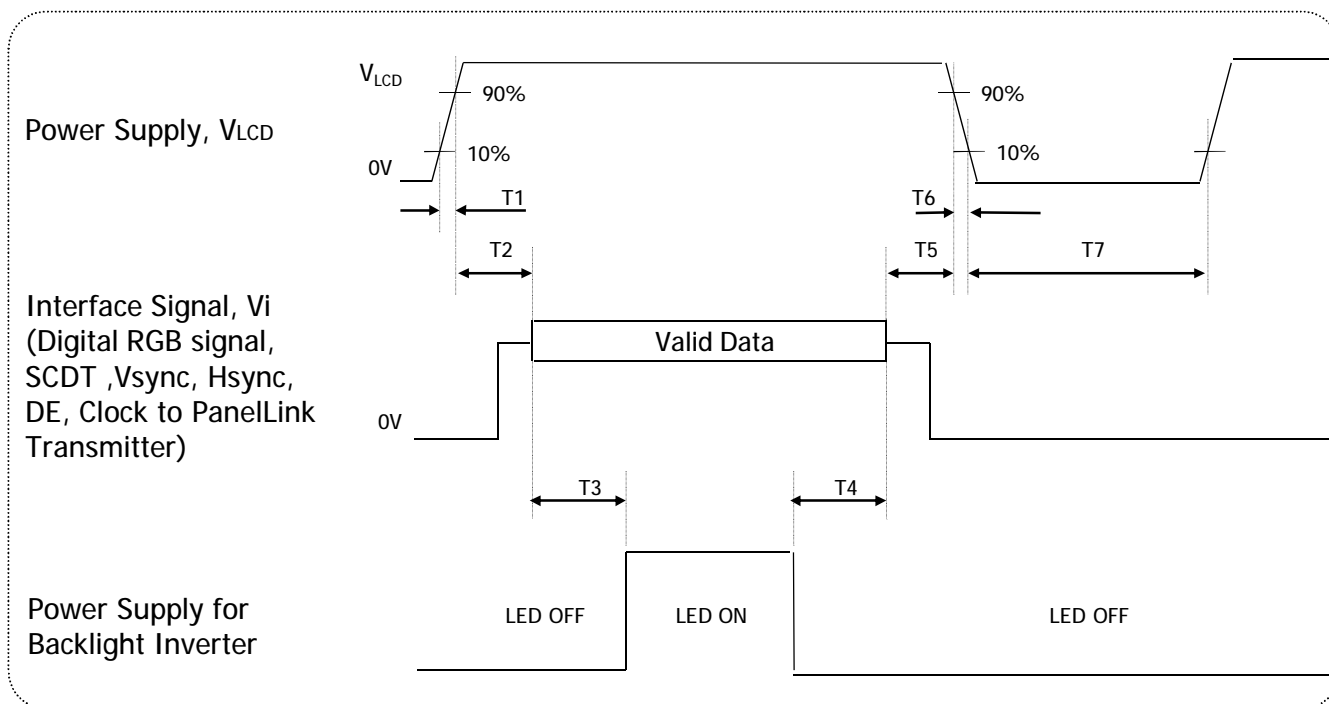 VLCD
90%
90%
Power Supply, VLCD
10%
10%
0V
T1
T6
T2
T5
T7
Interface Signal, Vi
(Digital RGB signal,
SCDT ,Vsync, Hsync,
DE, Clock to PanelLink
Transmitter)
Valid Data
0V
T3
T4
Power Supply for
Backlight Inverter
LED OFF
LED ON
LED OFF